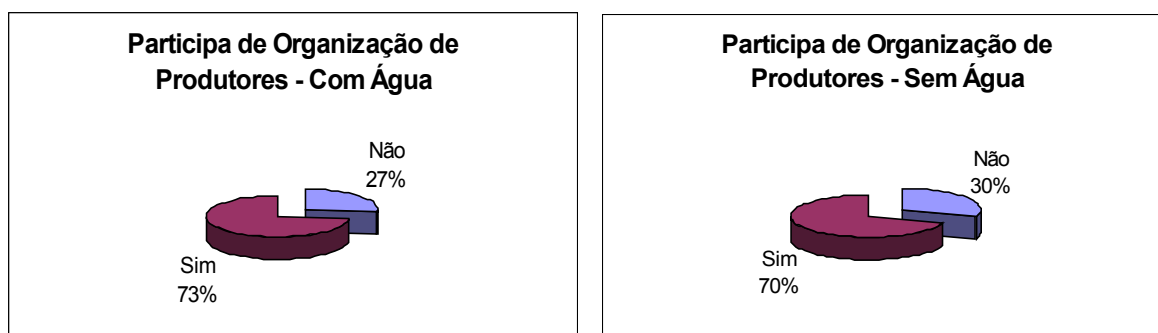 Participa de Organização de
Produtores - Com Água
Não
27%
Sim
73%
Participa de Organização de
Produtores - Sem Água
Não
30%
Sim
70%